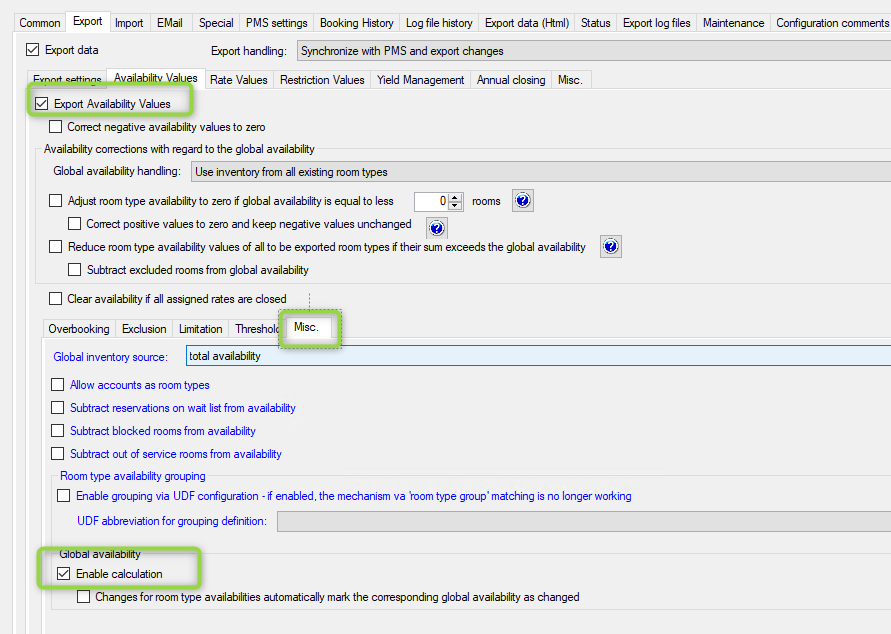 Common Export Import EMail Special PMS settings Booking History Log file history Export data (Html) Status Export log files Maintenance Configuration comments
Export data Export handling: Synchronize with PMS and export changes
Export settings Availability Values Rate Values Restriction Values Yield Management Annual closing Misc.
Export Availability Values
Correct negative availability values to zero
Availability corrections with regard to the global availability
Global availability handling: Use inventory from all existing room types
Adjust room type availability to zero if global availability is equal to less 0 rooms ?
Correct positive values to zero and keep negative values unchanged ?
Reduce room type availability values of all to be exported room types if their sum exceeds the global availability ?
Subtract excluded rooms from global availability
Clear availability if all assigned rates are closed
Overbooking Exclusion Limitation Threshold Misc.
Global inventory source: total availability
Allow accounts as room types
Subtract reservations on wait list from availability
Subtract blocked rooms from availability
Subtract out of service rooms from availability
Room type availability grouping
Enable grouping via UDF configuration - if enabled, the mechanism va 'room type group' matching is no longer working
UDF abbreviation for grouping definition:
Global availability
Enable calculation
Changes for room type availabilities automatically mark the corresponding global availability as changed